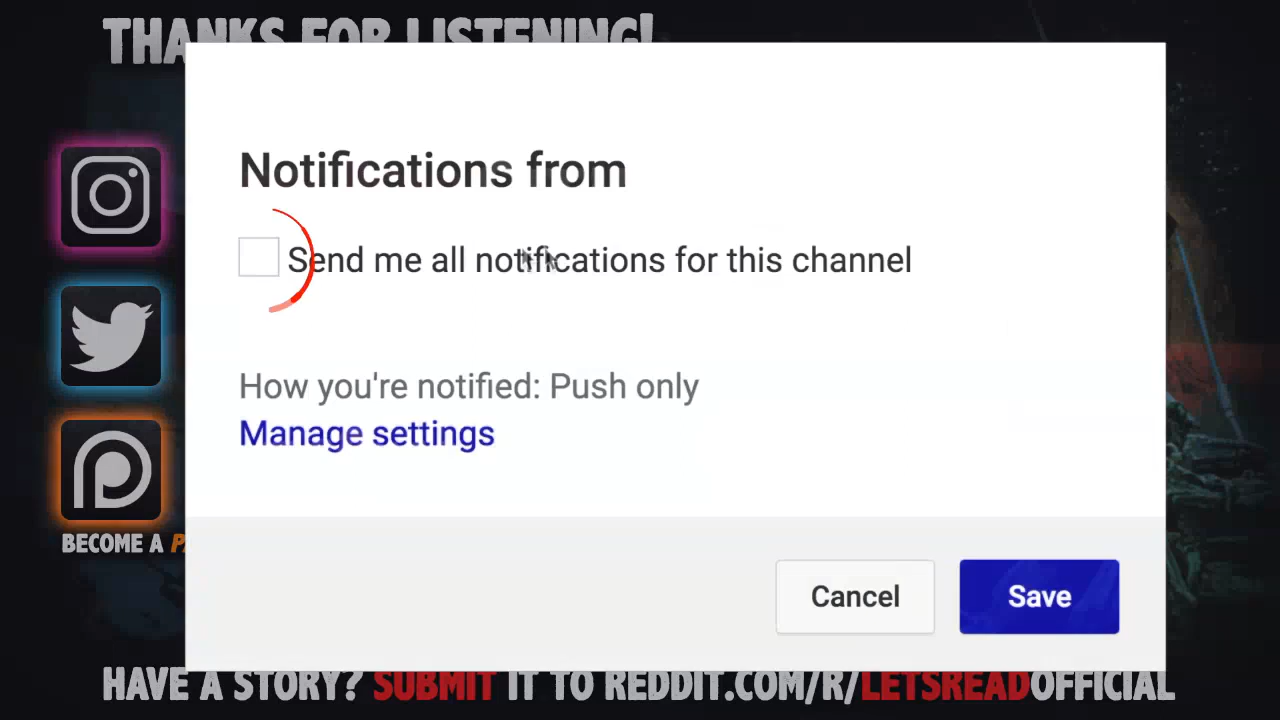 THANKS FOR LISTENING!
Notifications from
Send me all notifications for this channel
How you're notified: Push only
Manage settings
BECOME A
Cancel
Save
HAVE A STORY? SUBMIT IT TO REDDIT.COM/R/LETSREADOFFICIAL